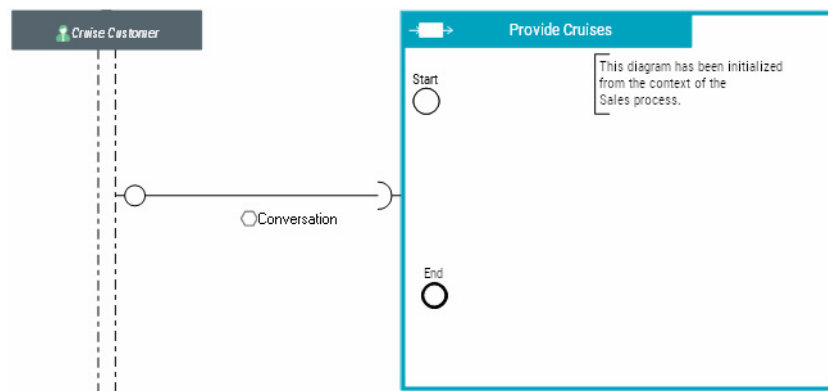 Cruise Customer
Provide Cruises
Start
This diagram has been initialized
from the context of the
Sales process.
Conversation
End